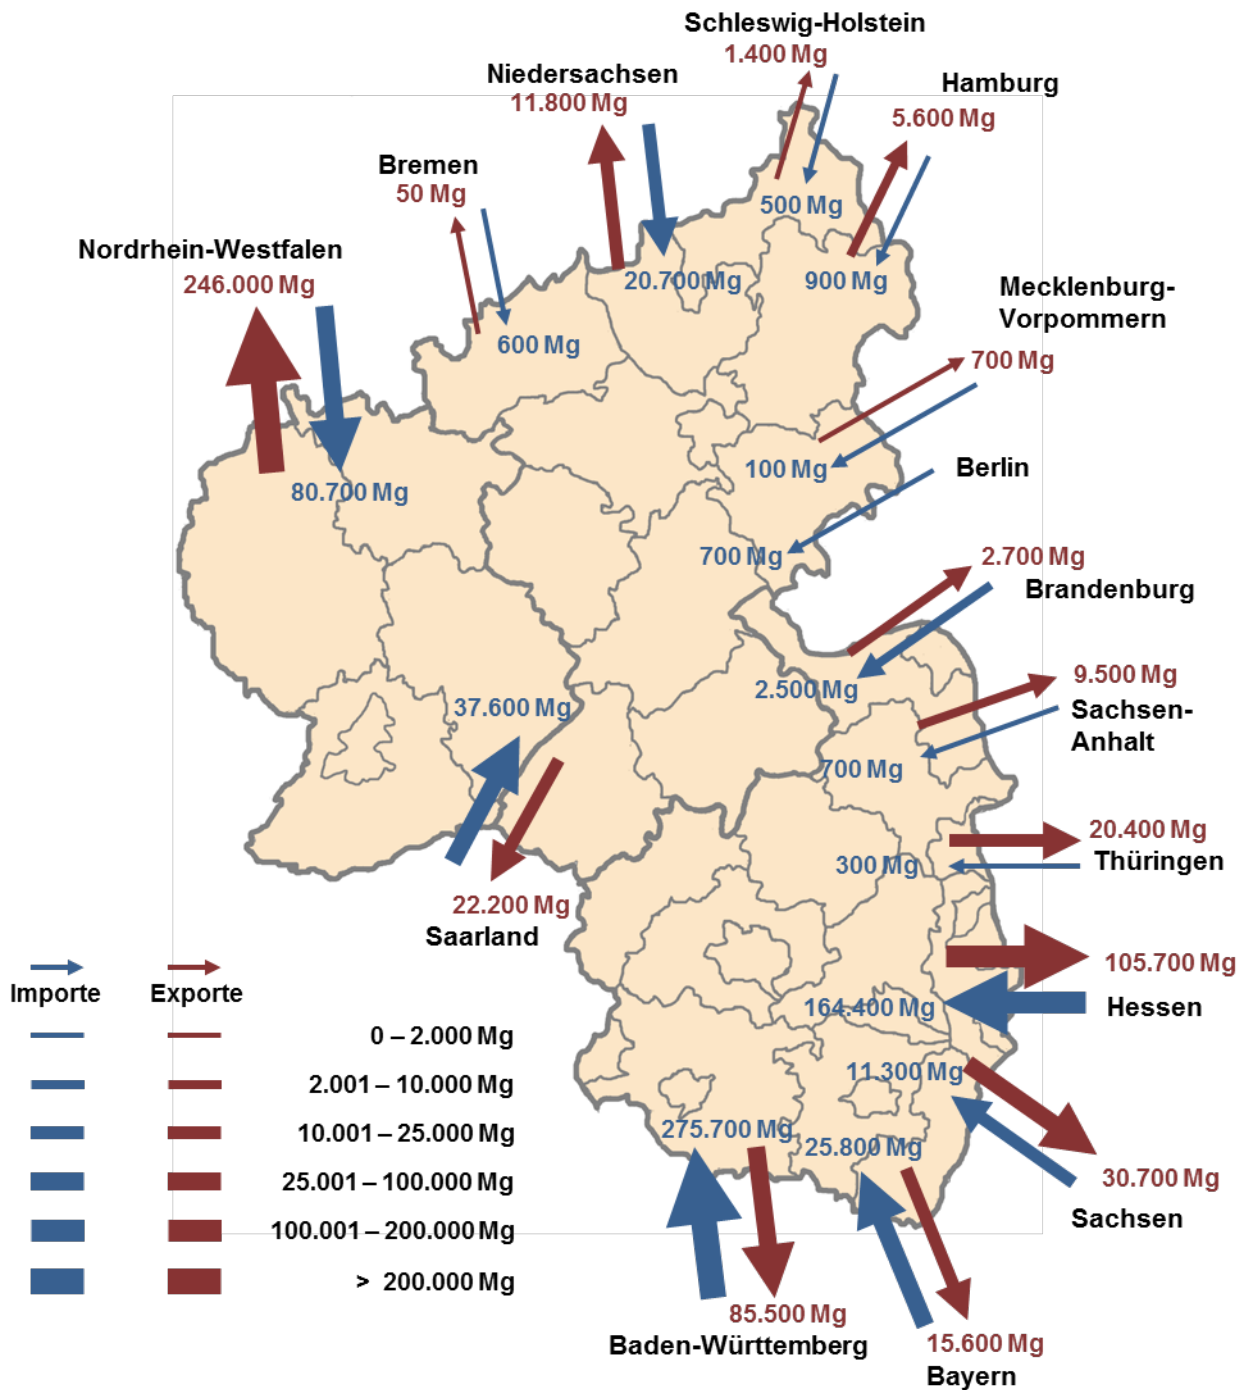 Schleswig-Holstein
1.400 Mg
Niedersachsen
11.800 Mg
Hamburg
5.600 Mg
Bremen
50 Mg
500 Mg
Nordrhein-Westfalen
246.000 Mg
20.700 Mg
900 Mg
Mecklenburg-
Vorpommern
600 Mg
700 Mg
100 Mg
Berlin
80.700 Mg
700 Mg
2.700 Mg
Brandenburg
2.500 Mg
9.500 Mg
Sachsen-
Anhalt
37.600 Mg
700 Mg
20.400 Mg
Thüringen
300 Mg
22.200 Mg
Saarland
105.700 Mg
Hessen
164.400 Mg
11.300 Mg
275.700 Mg
25.800 Mg
30.700 Mg
Sachsen
85.500 Mg
Baden-Württemberg
15.600 Mg
Bayern
Importe
Exporte
0 – 2.000 Mg
2.001 – 10.000 Mg
10.001 – 25.000 Mg
25.001 – 100.000 Mg
100.001 – 200.000 Mg
> 200.000 Mg